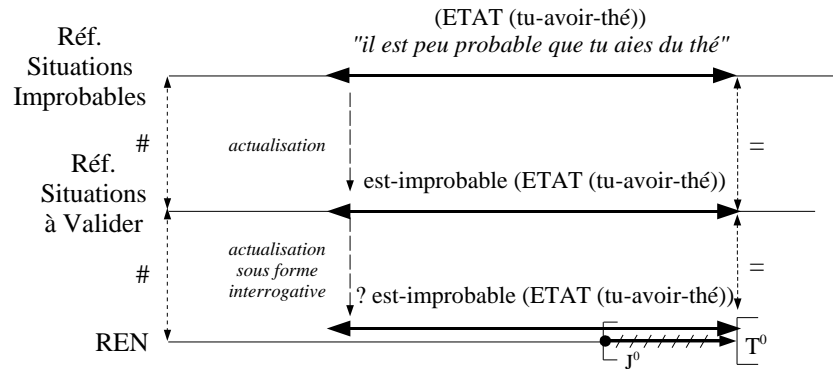 (ETAT (tu-avoir-thé))
"il est peu probable que tu aies du thé"
Réf.
Situations
Improbables
#
actualisation
=
Réf.
Situations
à Valider
est-improbable (ETAT (tu-avoir-thé))
#
actualisation
sous forme
interrogative
=
? est-improbable (ETAT (tu-avoir-thé))
REN
J⁰
T⁰